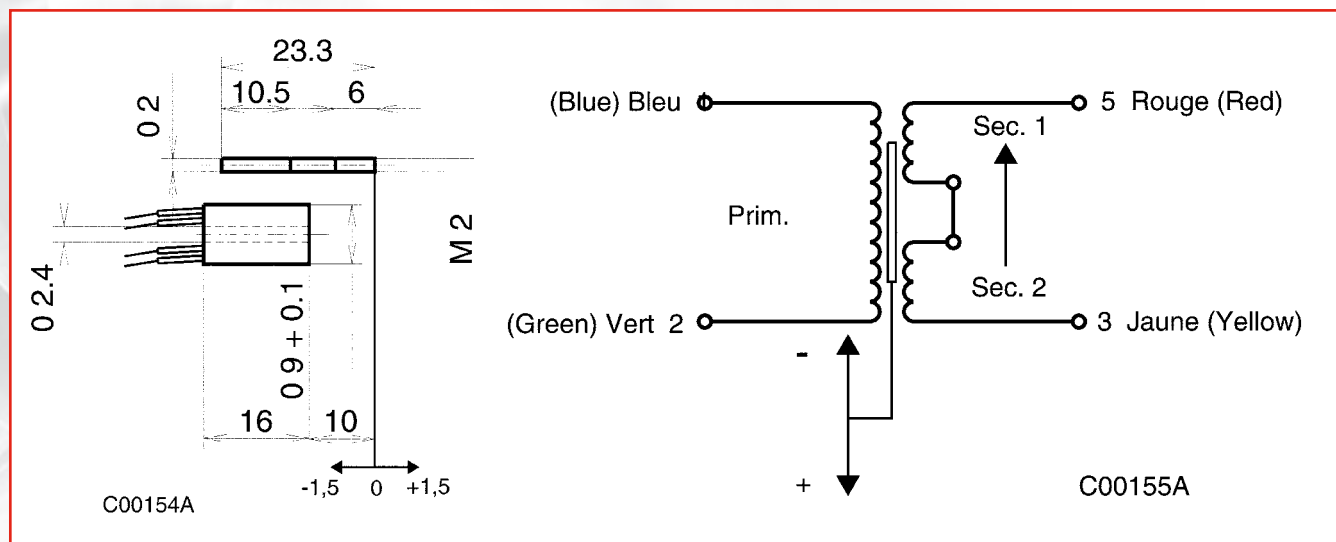 23.3
10.5 6
0 2
0 2.4
M 2
0 9 + 0.1
16 10
-1,5 0 +1,5
C00154A
(Blue) Bleu
5 Rouge (Red)
Sec. 1
Prim.
Sec. 2
(Green) Vert 2
3 Jaune (Yellow)
-
+
C00155A